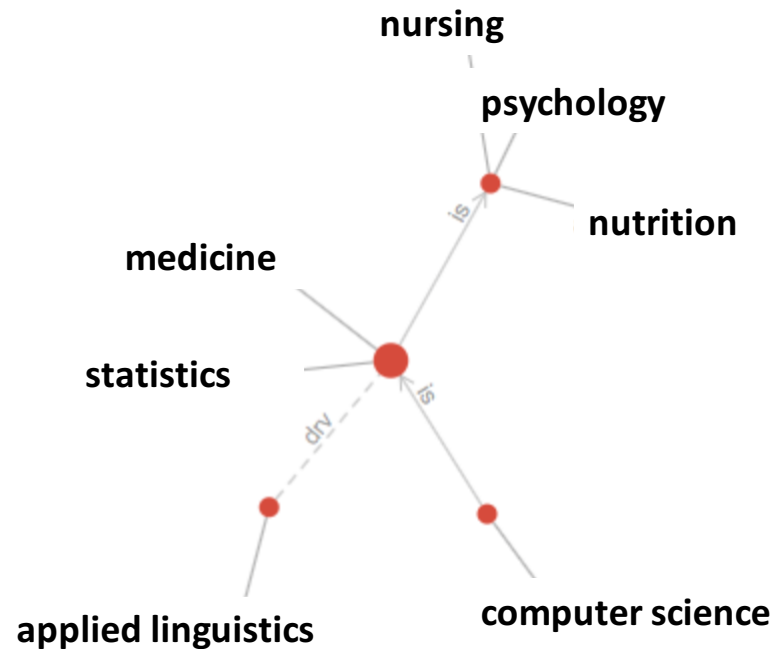 nursing
psychology
is
nutrition
medicine
statistics
is
drv
computer science
applied linguistics